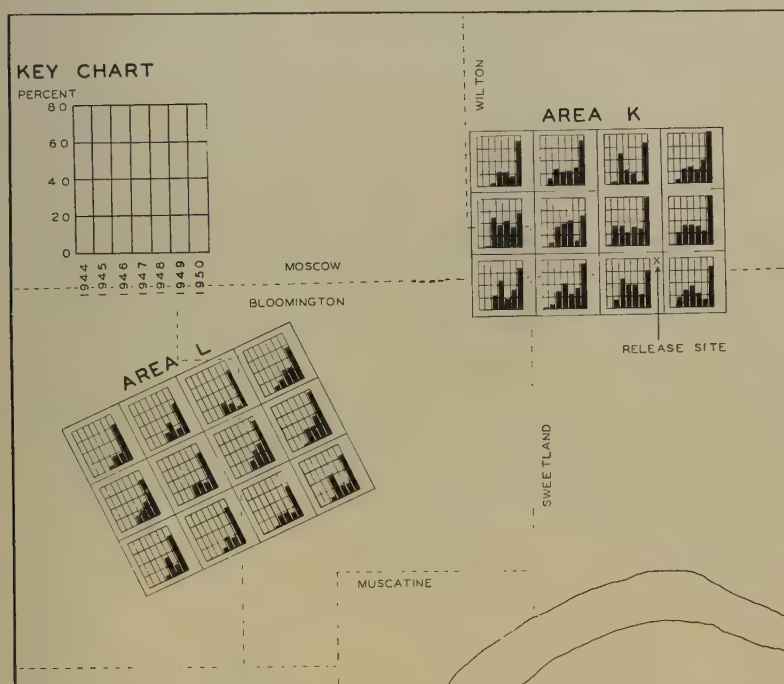 KEY CHART
PERCENT
80
60
40
20
0
1944
1945
1946
1947
1948
1949
1950
WILTON
AREA K
MOSCOW
BLOOMINGTON
X
RELEASE SITE
AREA L
SWEETLAND
MUSCATINE